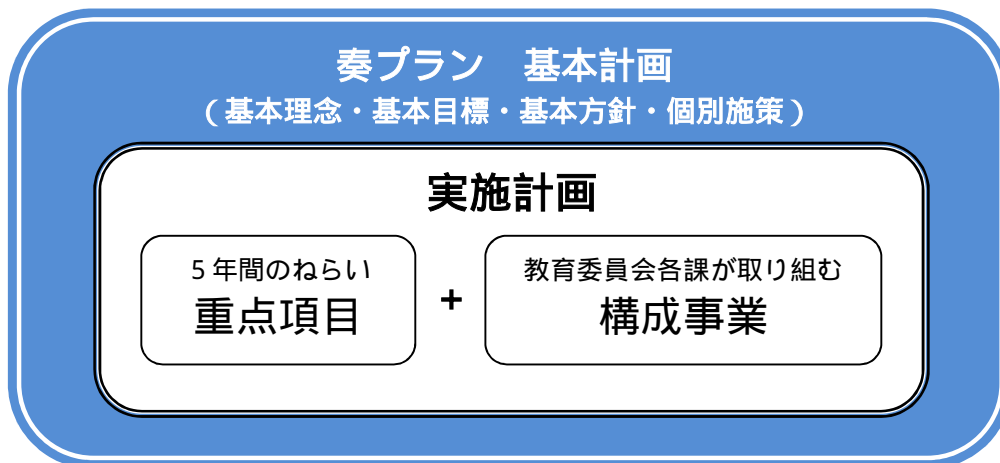 奏プラン　基本計画
（基本理念・基本目標・基本方針・個別施策）
実施計画
５年間のねらい
重点項目
+
教育委員会各課が取り組む
構成事業